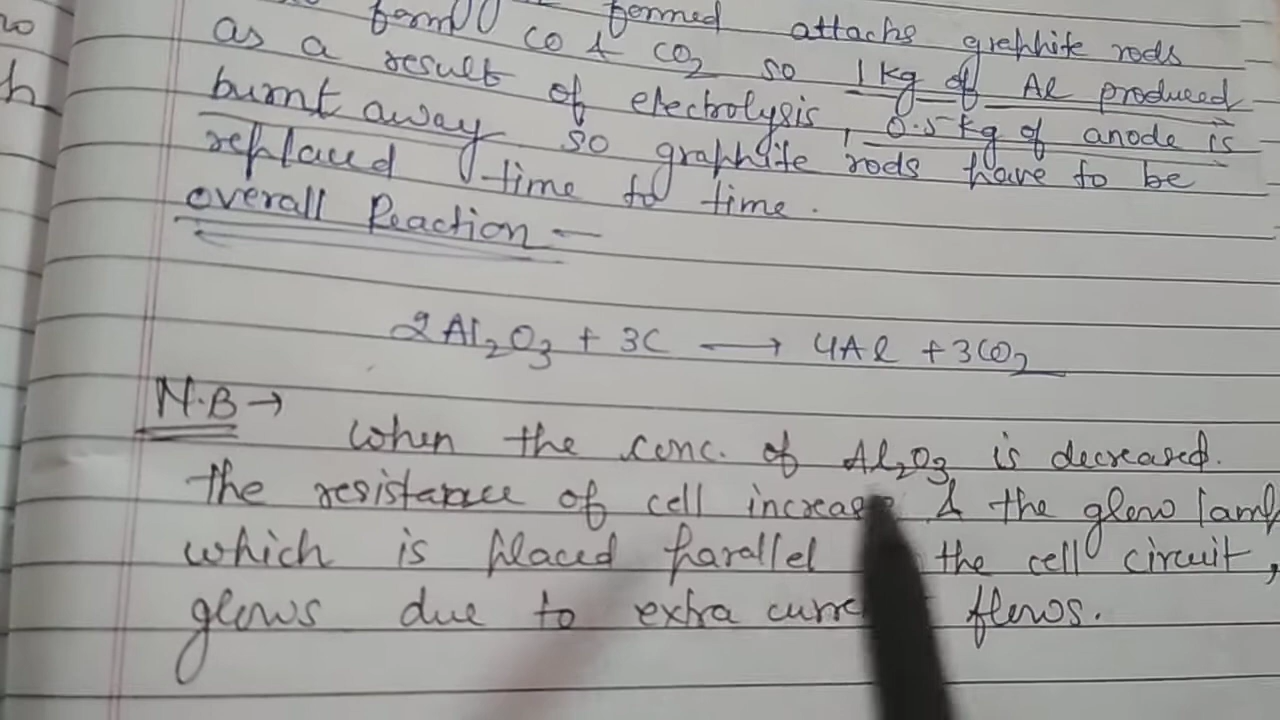 form formed attacks graphite rods
as a CO & CO2 so 1 kg of Al produced
result of electrolysis, 0.5 kg of anode is
burnt away so graphite rods have to be
replaced time to time.
overall Reaction —
2Al2O3 + 3C → 4Al + 3CO2
N.B →
when the conc. of Al2O3 is decreased.
the resistance of cell increase & the glow lamp
which is placed parallel the cell circuit,
glows due to extra flows.